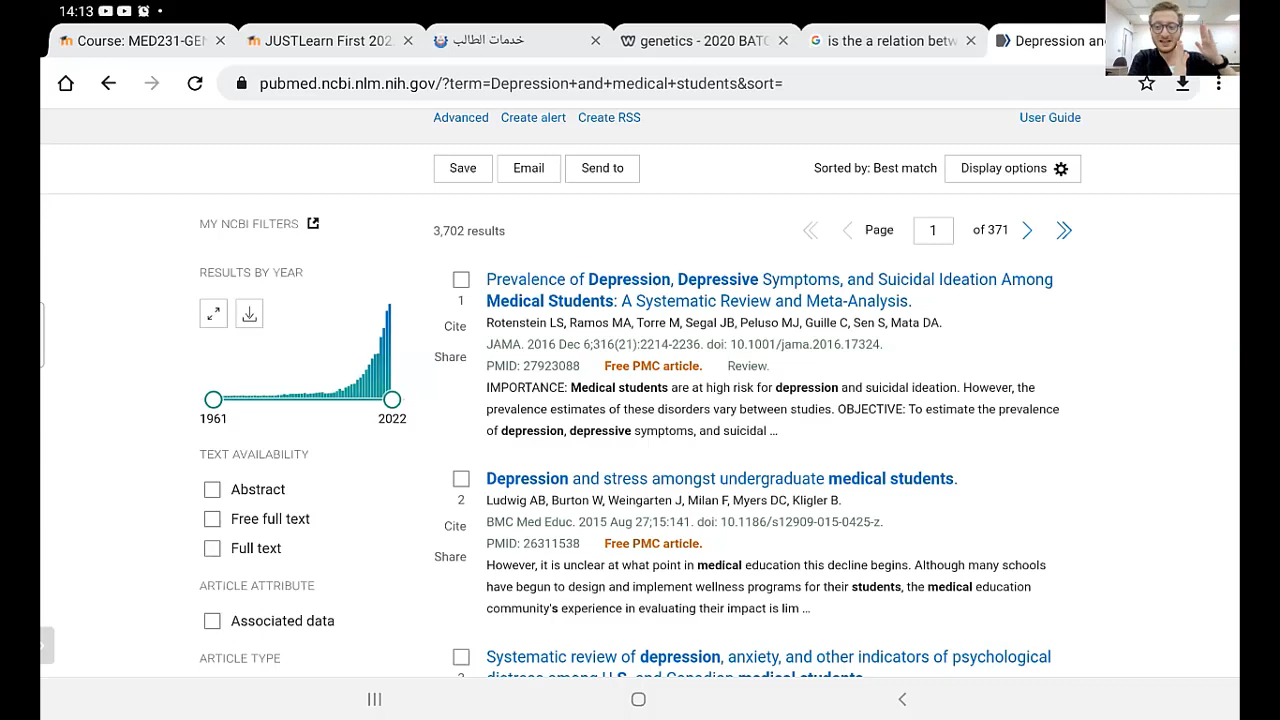 14:13
Course: MED231-GEN
JUSTLearn First 202
خدمات الطالب
genetics - 2020 BATC
is the a relation betw
Depression an
pubmed.ncbi.nlm.nih.gov/?term=Depression+and+medical+students&sort=
Advanced Create alert Create RSS User Guide
Save Email Send to Sorted by: Best match Display options
MY NCBI FILTERS
3,702 results Page 1 of 371
RESULTS BY YEAR
1961 2022
TEXT AVAILABILITY
Abstract
Free full text
Full text
ARTICLE ATTRIBUTE
Associated data
ARTICLE TYPE
1
Cite
Share
Prevalence of Depression, Depressive Symptoms, and Suicidal Ideation Among
Medical Students: A Systematic Review and Meta-Analysis.
Rotenstein LS, Ramos MA, Torre M, Segal JB, Peluso MJ, Guille C, Sen S, Mata DA.
JAMA. 2016 Dec 6;316(21):2214-2236. doi: 10.1001/jama.2016.17324.
PMID: 27923088 Free PMC article. Review.
IMPORTANCE: Medical students are at high risk for depression and suicidal ideation. However, the
prevalence estimates of these disorders vary between studies. OBJECTIVE: To estimate the prevalence
of depression, depressive symptoms, and suicidal ...
2
Cite
Share
Depression and stress amongst undergraduate medical students.
Ludwig AB, Burton W, Weingarten J, Milan F, Myers DC, Kligler B.
BMC Med Educ. 2015 Aug 27;15:141. doi: 10.1186/s12909-015-0425-z.
PMID: 26311538 Free PMC article.
However, it is unclear at what point in medical education this decline begins. Although many schools
have begun to design and implement wellness programs for their students, the medical education
community's experience in evaluating their impact is lim ...
Systematic review of depression, anxiety, and other indicators of psychological
distress among U.S. and Canadian medical students.